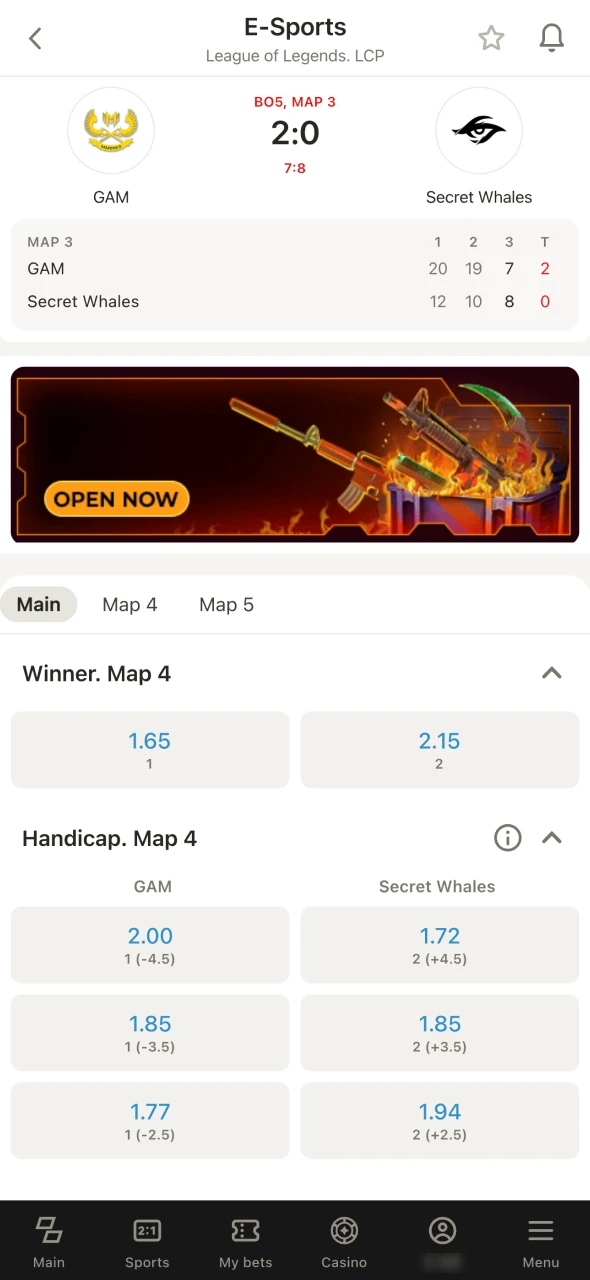 E-Sports
League of Legends. LCP
BO5, MAP 3
2:0
7:8
GAM
Secret Whales
MAP 3 1 2 3 T
GAM 20 19 7 2
Secret Whales 12 10 8 0
OPEN NOW
Main Map 4 Map 5
Winner. Map 4
1.65 2.15
1 2
Handicap. Map 4
GAM Secret Whales
2.00 1.72
1 (-4.5) 2 (+4.5)
1.85 1.85
1 (-3.5) 2 (+3.5)
1.77 1.94
1 (-2.5) 2 (+2.5)
2:1
Main Sports My bets Casino Menu